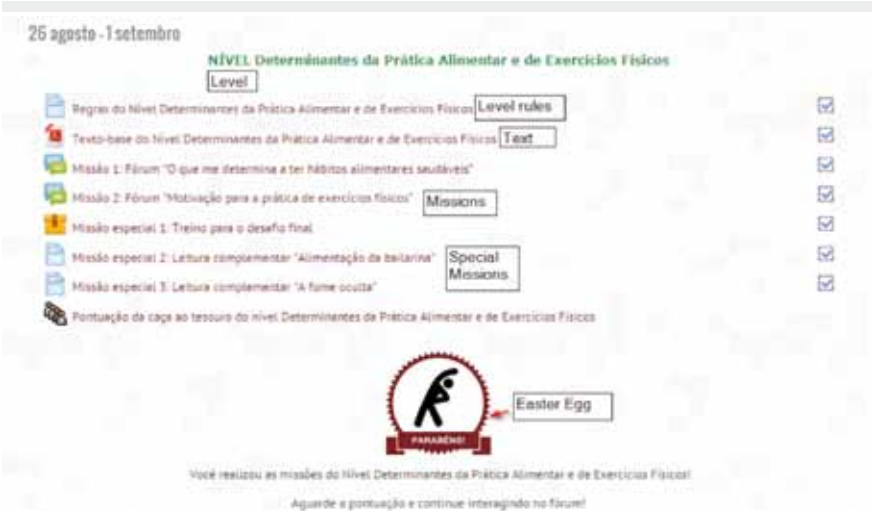 26 agosto - 1 setembro
NÍVEL Determinantes da Prática Alimentar e de Exercícios Físicos
Level
Regras do Nível Determinantes da Prática Alimentar e de Exercícios Físicos Level rules
Texto-base do Nível Determinantes da Prática Alimentar e de Exercícios Físicos Text
Missão 1: Fórum "O que me determina a ter hábitos alimentares saudáveis"
Missão 2: Fórum "Motivação para a prática de exercícios físicos" Missions
Missão especial 1: Treino para o desafio final
Missão especial 2: Leitura complementar "Alimentação da bailarina" Special
Missions
Missão especial 3: Leitura complementar "A fome oculta"
Pontuação da caça ao tesouro do nível Determinantes da Prática Alimentar e de Exercícios Físicos
Easter Egg
PARABÉNS!
Você realizou as missões do Nível Determinantes da Prática Alimentar e de Exercícios Físicos!
Aguarde a pontuação e continue interagindo no fórum!